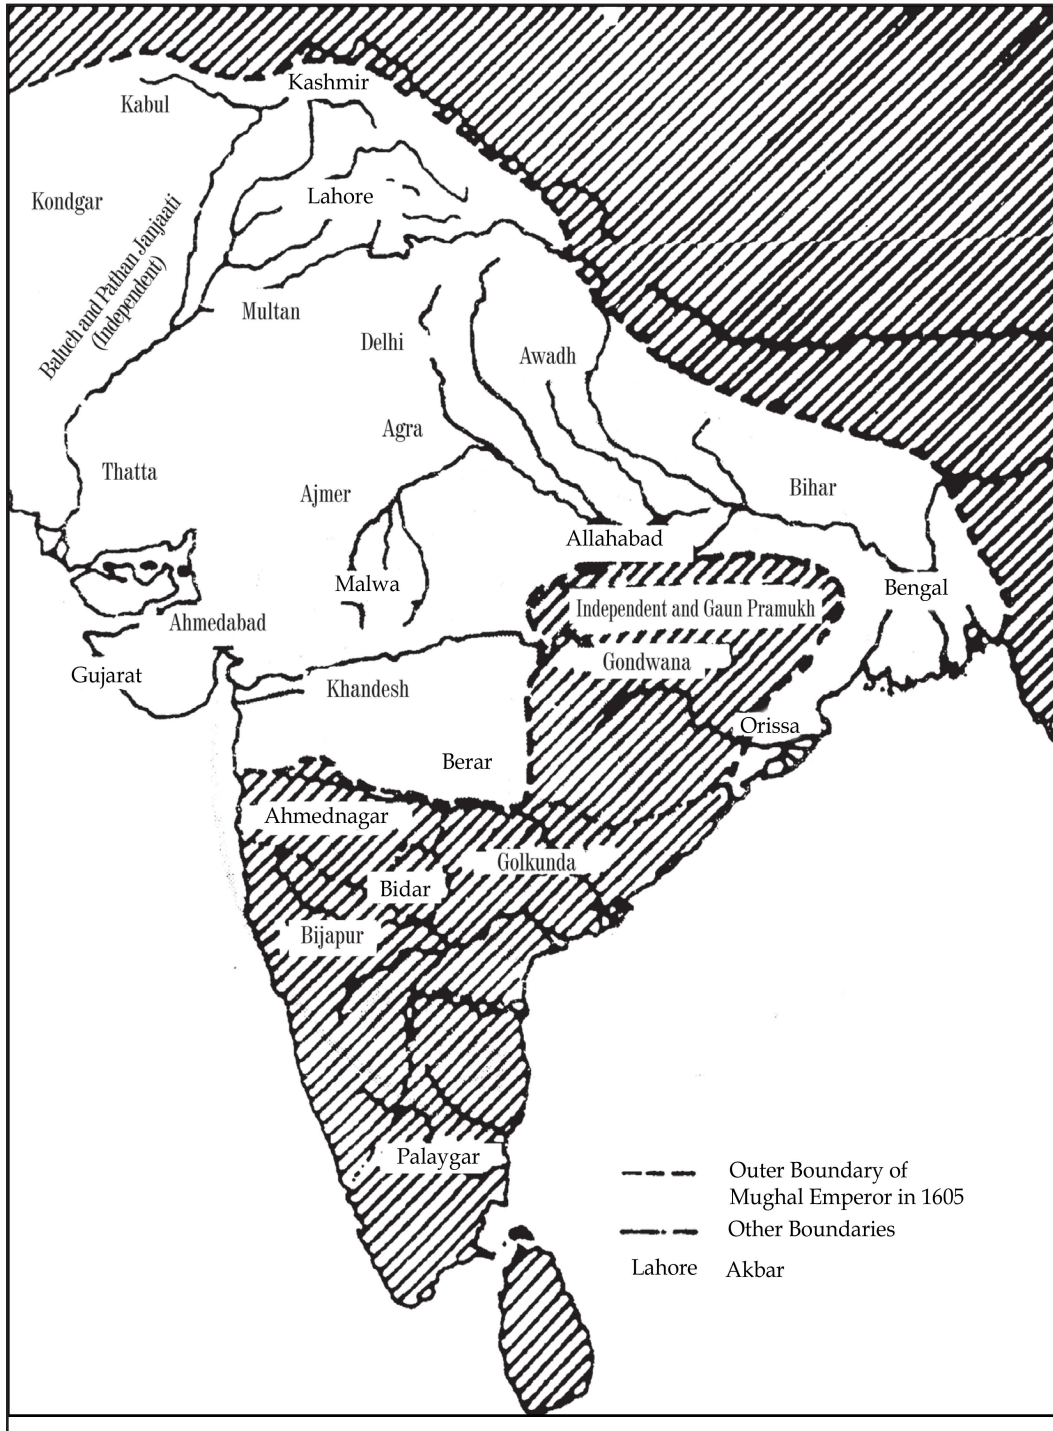 Kashmir
Kabul
Kondgar
Lahore
Baluch and Pathan Janjaati
(Independent)
Multan
Delhi
Awadh
Agra
Thatta
Ajmer
Bihar
Allahabad
Malwa
Bengal
Independent and Gaun Pramukh
Ahmedabad
Gondwana
Gujarat
Khandesh
Orissa
Berar
Ahmednagar
Golkunda
Bidar
Bijapur
Palaygar
Outer Boundary of
Mughal Emperor in 1605
Other Boundaries
Lahore Akbar